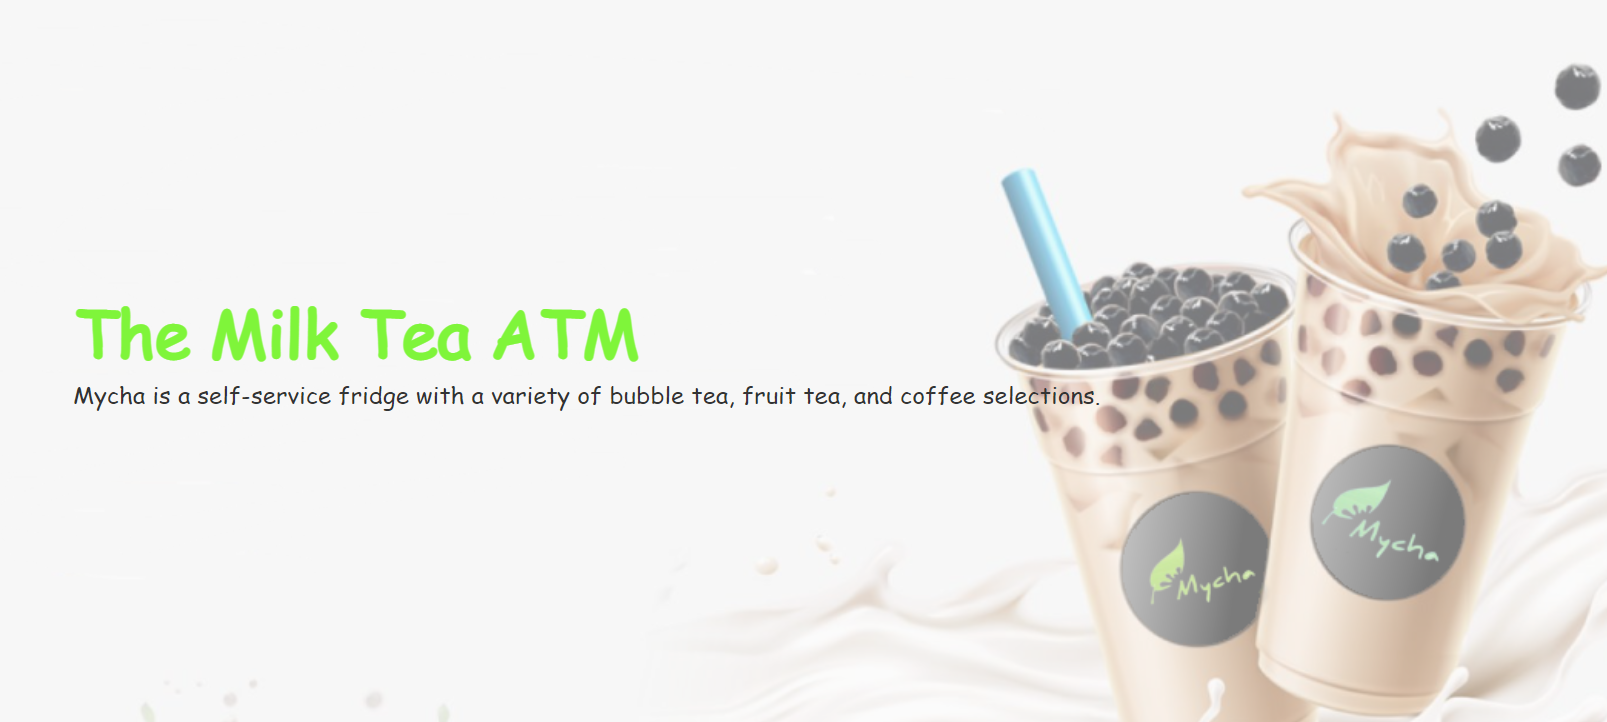 The Milk Tea ATM
Mycha is a self-service fridge with a variety of bubble tea, fruit tea, and coffee selections.
Mycha
Mycha